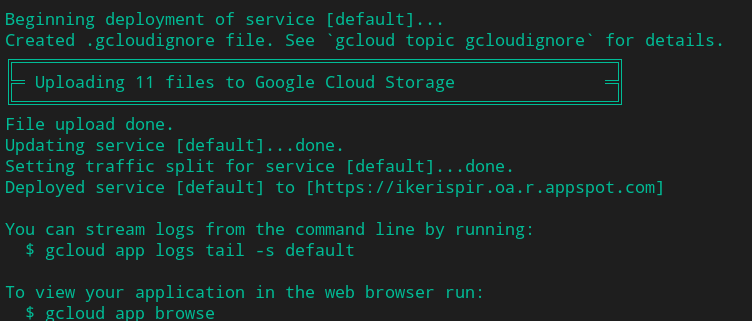 Beginning deployment of service [default]...
Created .gcloudignore file. See `gcloud topic gcloudignore` for details.
Uploading 11 files to Google Cloud Storage
File upload done.
Updating service [default]...done.
Setting traffic split for service [default]...done.
Deployed service [default] to [https://ikerispir.oa.r.appspot.com]
You can stream logs from the command line by running:
$ gcloud app logs tail -s default
To view your application in the web browser run:
$ gcloud app browse